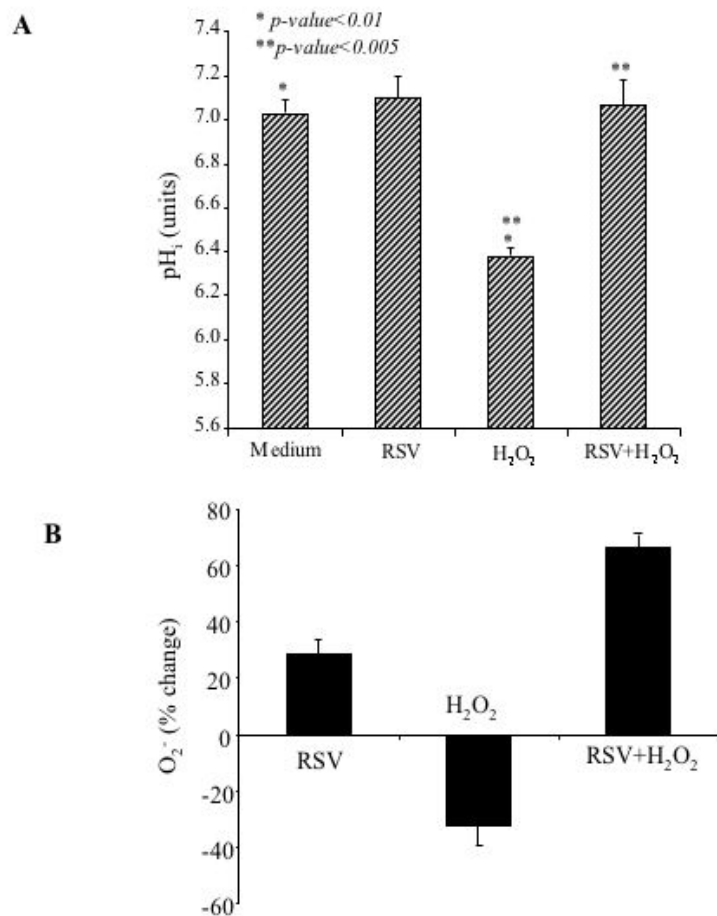 A
* p-value<0.01
**p-value<0.005
7.4
7.2
7.0
6.8
6.6
6.4
6.2
6.0
5.8
5.6
pHᵢ (units)
*
**
**
*
Medium RSV H₂O₂ RSV+H₂O₂
B
80
60
40
20
0
-20
-40
-60
O₂⁻ (% change)
H₂O₂
RSV RSV+H₂O₂